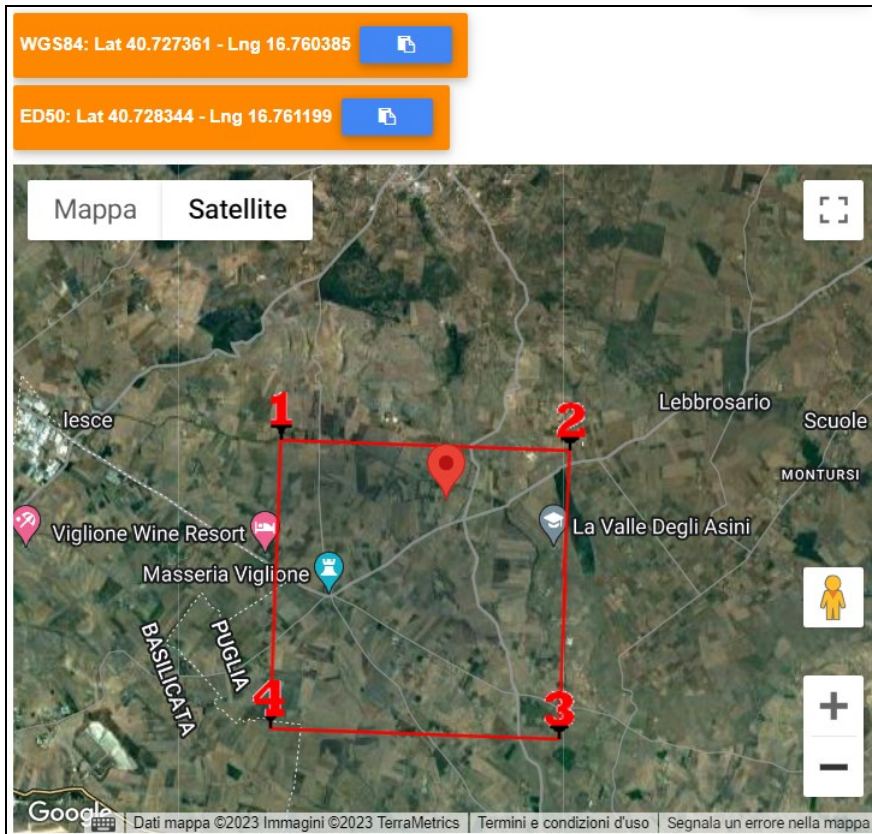 WGS84: Lat 40.727361 - Lng 16.760385
ED50: Lat 40.728344 - Lng 16.761199
Mappa Satellite
1
2
Iesce
Lebbrosario
Scuole
MONTURSI
Viglione Wine Resort
La Valle Degli Asini
Masseria Viglione
BASILICATA
PUGLIA
4
3
+
−
Google
Dati mappa ©2023 Immagini ©2023 TerraMetrics
Termini e condizioni d'uso
Segnala un errore nella mappa